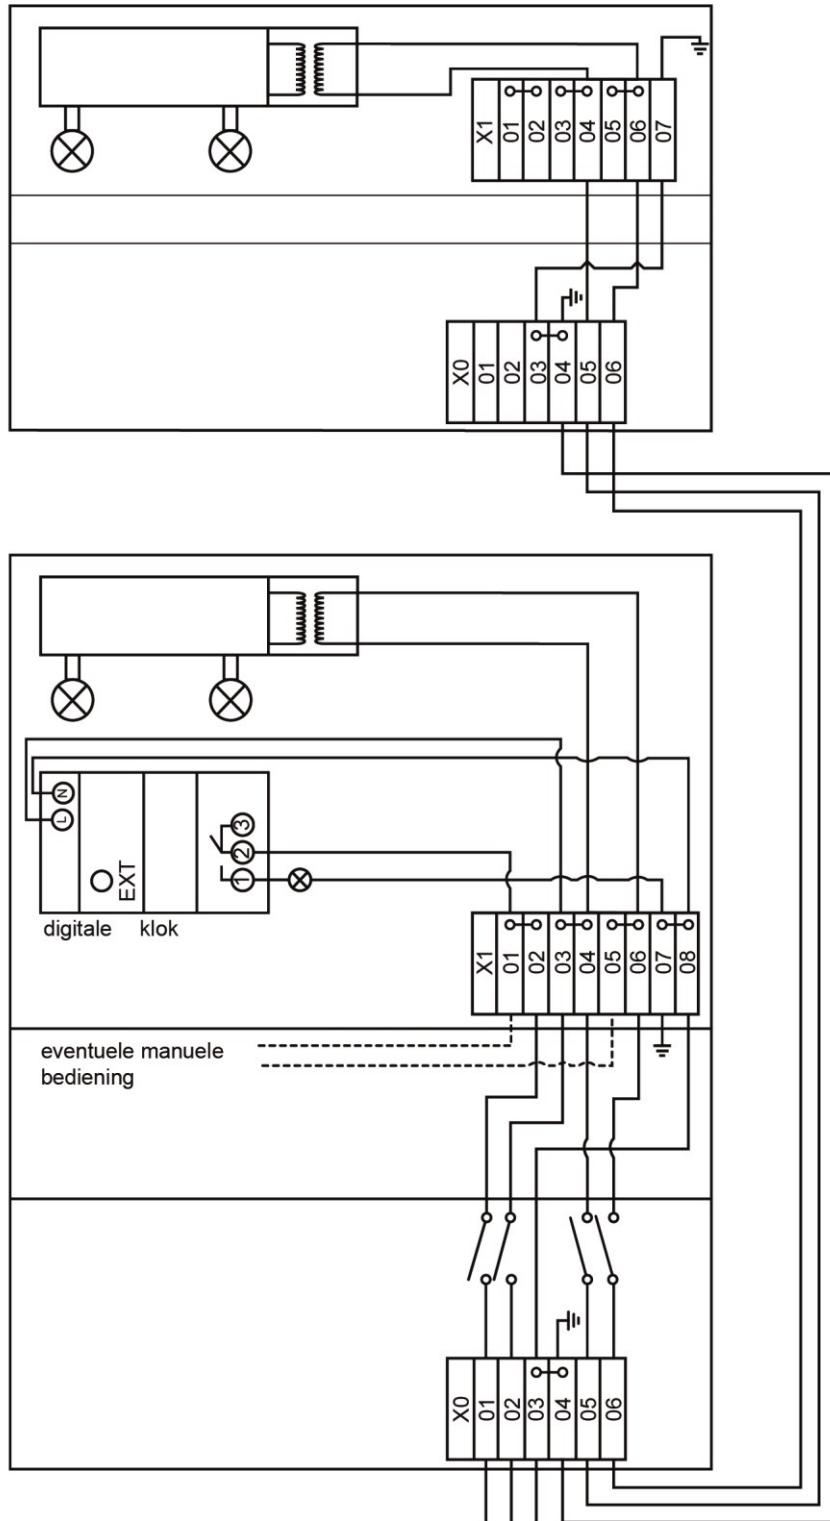 X1 01 02 03 04 05 06 07
X0 01 02 03 04 05 06
N
L
EXT
3
2
1
digitale klok
X1 01 02 03 04 05 06 07 08
eventuele manuele
bediening
X0 01 02 03 04 05 06